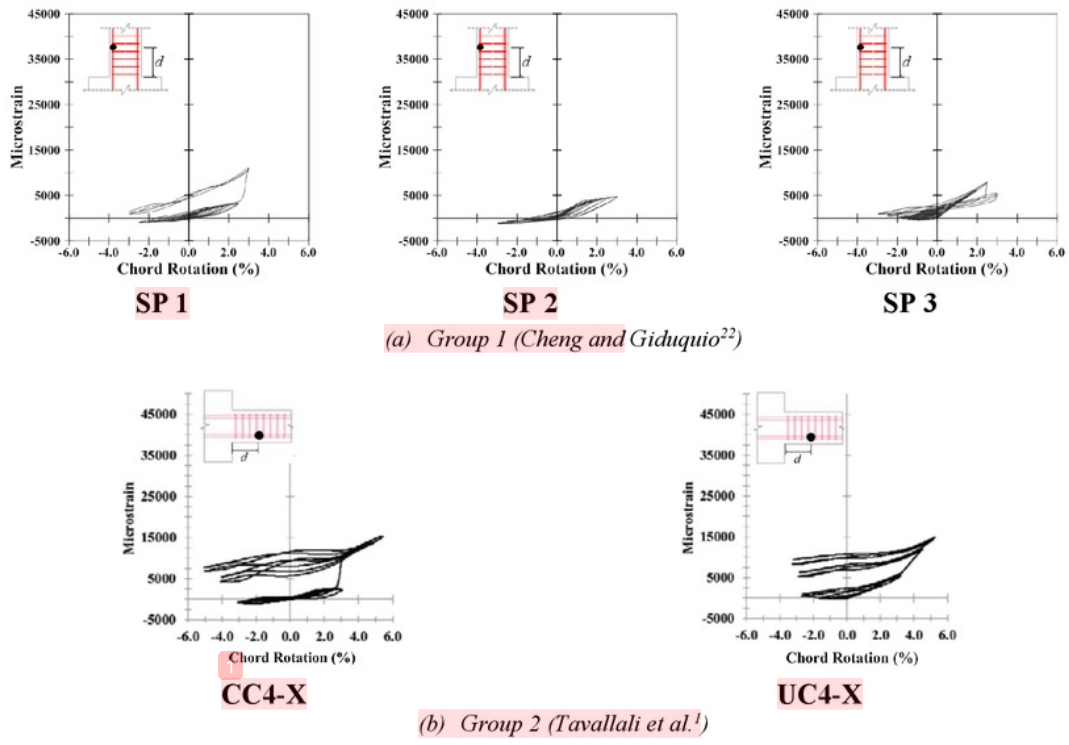 45000
35000
25000
15000
5000
-5000
Microstrain
d
-6.0 -4.0 -2.0 0.0 2.0 4.0 6.0
Chord Rotation (%)
SP 1
45000
35000
25000
15000
5000
-5000
Microstrain
d
-6.0 -4.0 -2.0 0.0 2.0 4.0 6.0
Chord Rotation (%)
SP 2
45000
35000
25000
15000
5000
-5000
Microstrain
d
-6.0 -4.0 -2.0 0.0 2.0 4.0 6.0
Chord Rotation (%)
SP 3
(a) Group 1 (Cheng and Giduquio22)
45000
35000
25000
15000
5000
-5000
Microstrain
d
-6.0 -4.0 -2.0 0.0 2.0 4.0 6.0
Chord Rotation (%)
1
CC4-X
45000
35000
25000
15000
5000
-5000
Microstrain
d
-6.0 -4.0 -2.0 0.0 2.0 4.0 6.0
Chord Rotation (%)
UC4-X
(b) Group 2 (Tavallali et al.1)